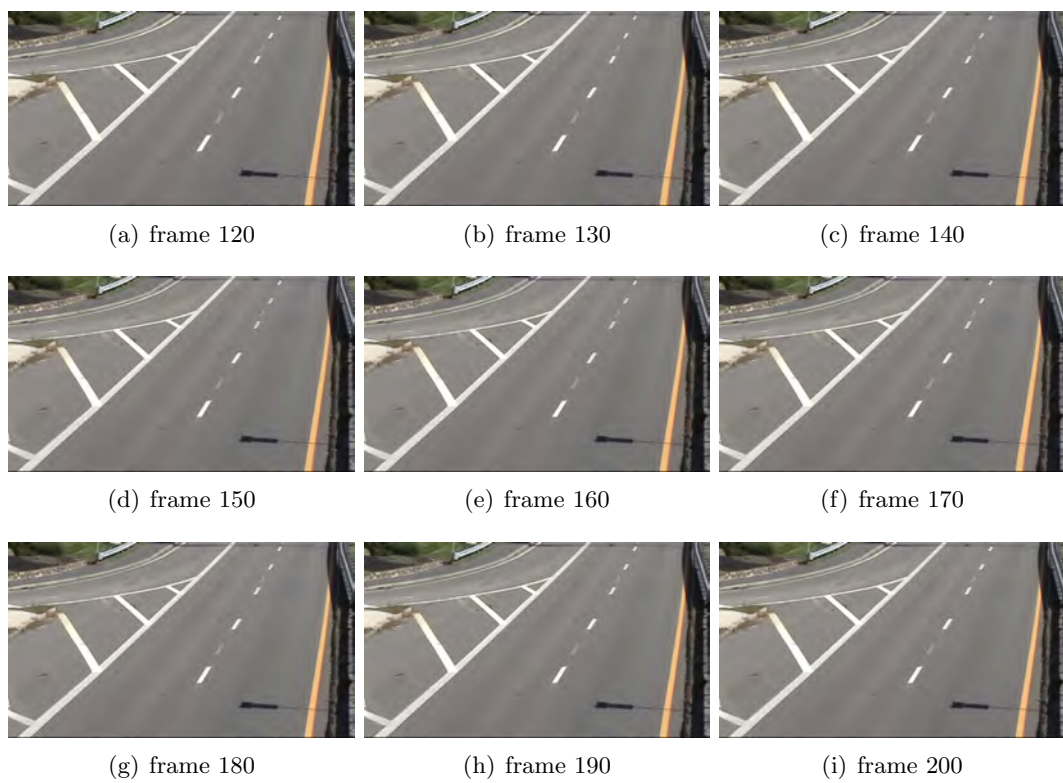 (a) frame 120
(b) frame 130
(c) frame 140
(d) frame 150
(e) frame 160
(f) frame 170
(g) frame 180
(h) frame 190
(i) frame 200